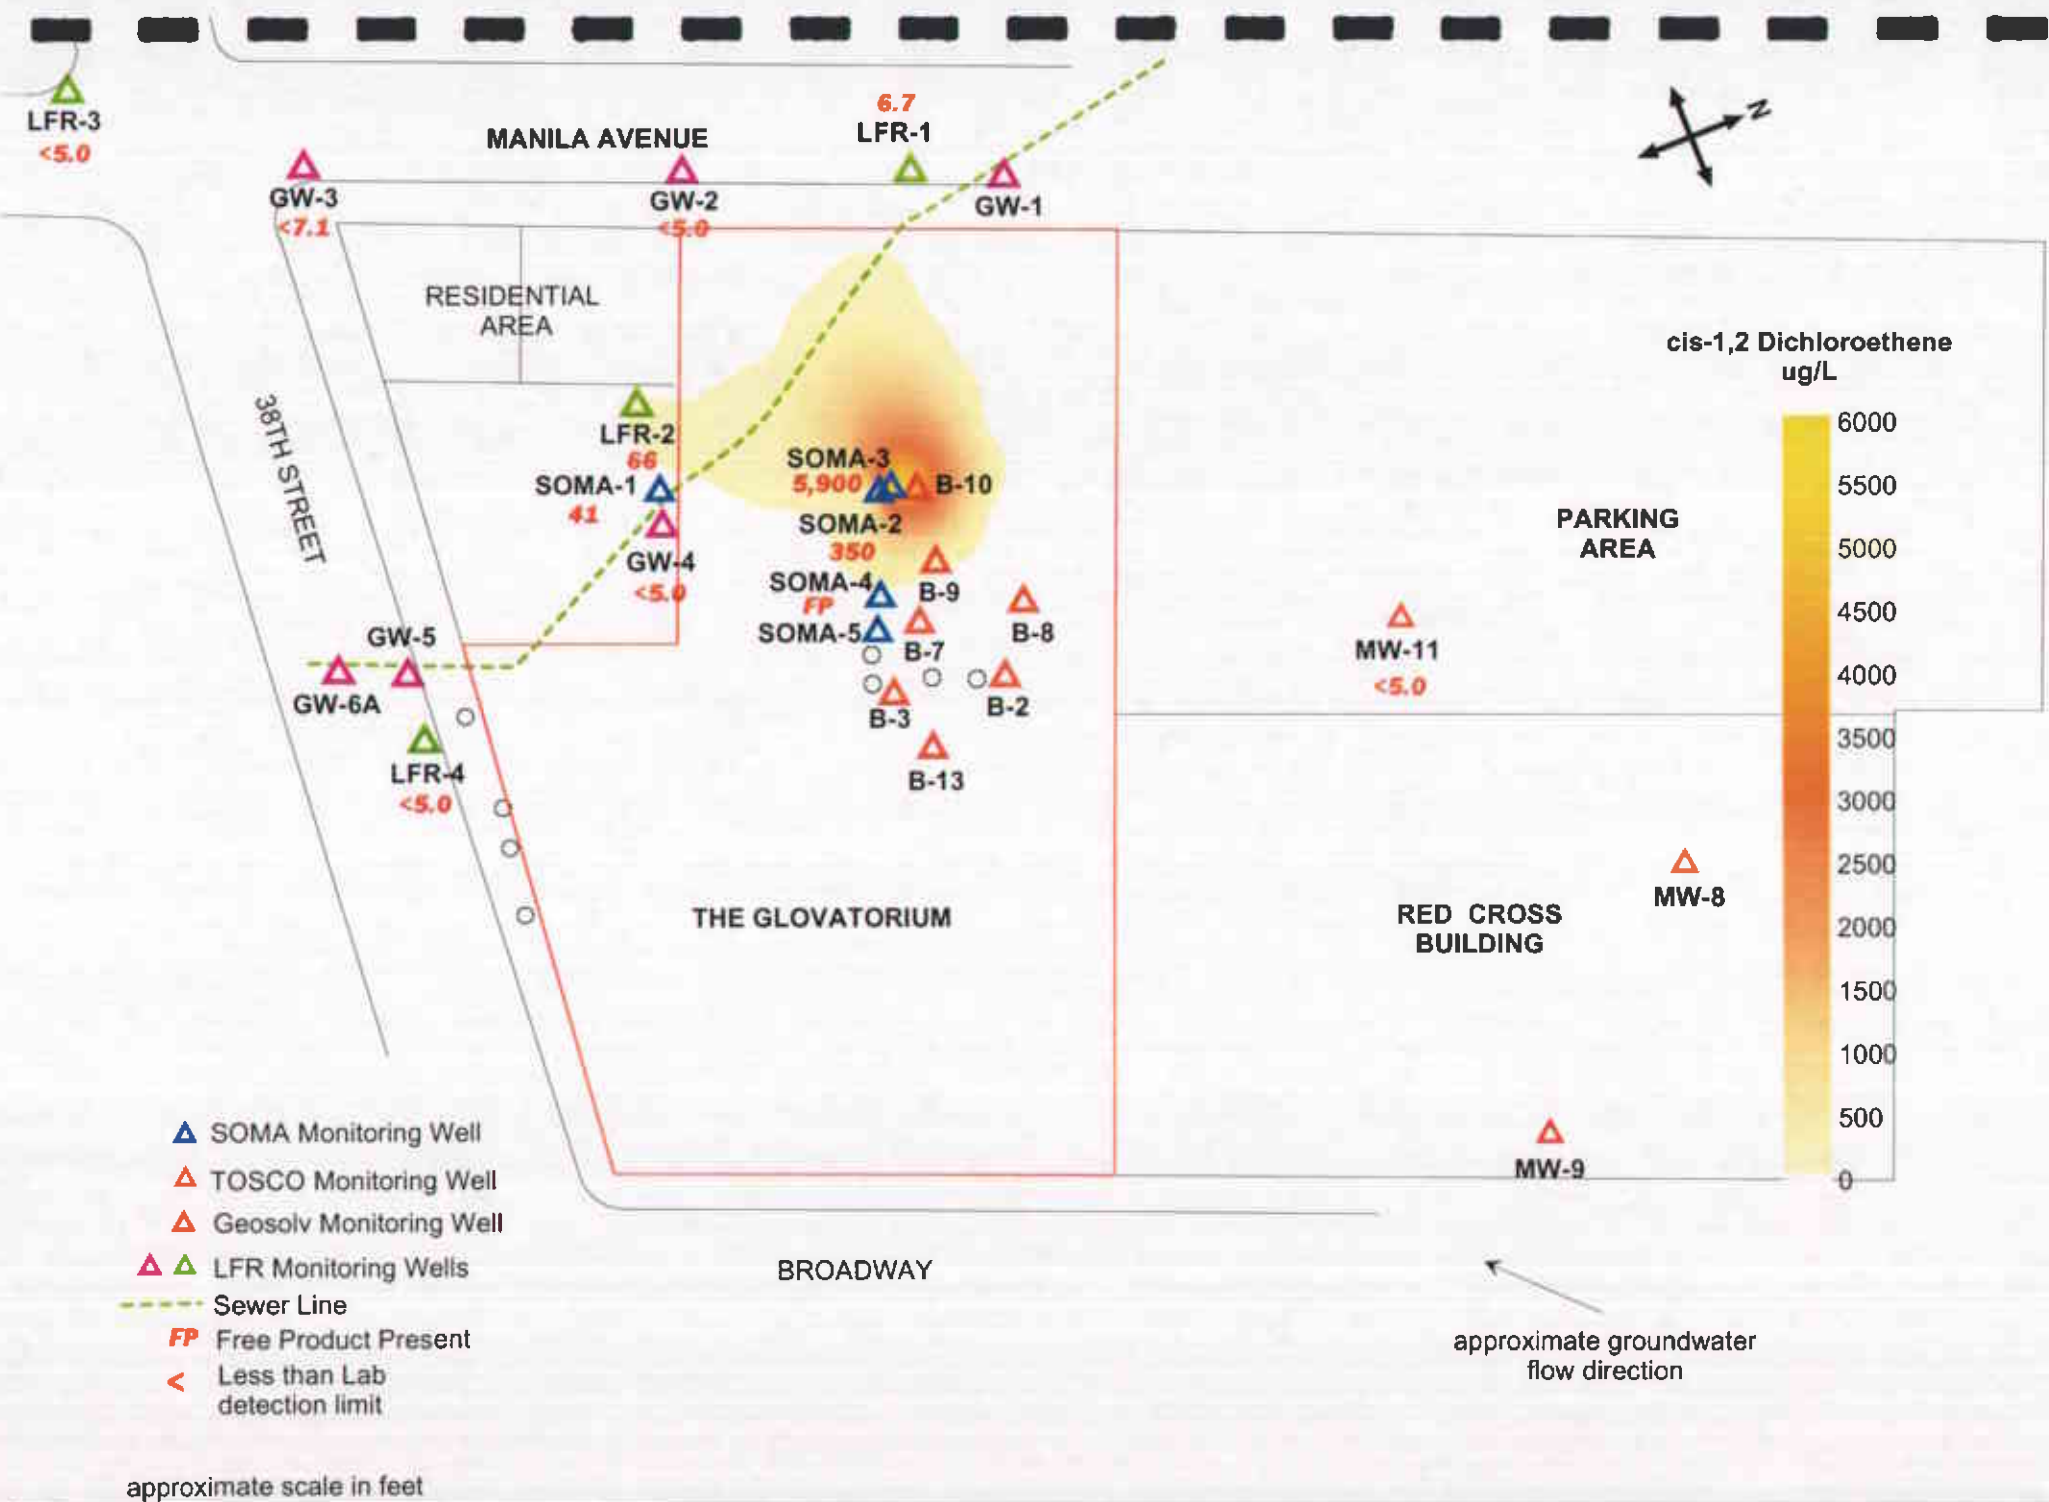 LFR-3
<5.0
MANILA AVENUE
6.7
LFR-1
N
GW-3
<7.1
GW-2
<5.0
GW-1
RESIDENTIAL
AREA
cis-1,2 Dichloroethene
ug/L
38TH STREET
LFR-2
66
SOMA-1
41
GW-4
<5.0
SOMA-3
5,900
B-10
SOMA-2
350
SOMA-4
FP
SOMA-5
B-9
B-7
B-8
B-3
B-2
B-13
PARKING
AREA
MW-11
<5.0
GW-5
GW-6A
LFR-4
<5.0
6000
5500
5000
4500
4000
3500
3000
2500
2000
1500
1000
500
0
THE GLOVATORIUM
RED CROSS
BUILDING
MW-8
MW-9
SOMA Monitoring Well
TOSCO Monitoring Well
Geosolv Monitoring Well
LFR Monitoring Wells
Sewer Line
FP Free Product Present
< Less than Lab
detection limit
BROADWAY
approximate groundwater
flow direction
approximate scale in feet